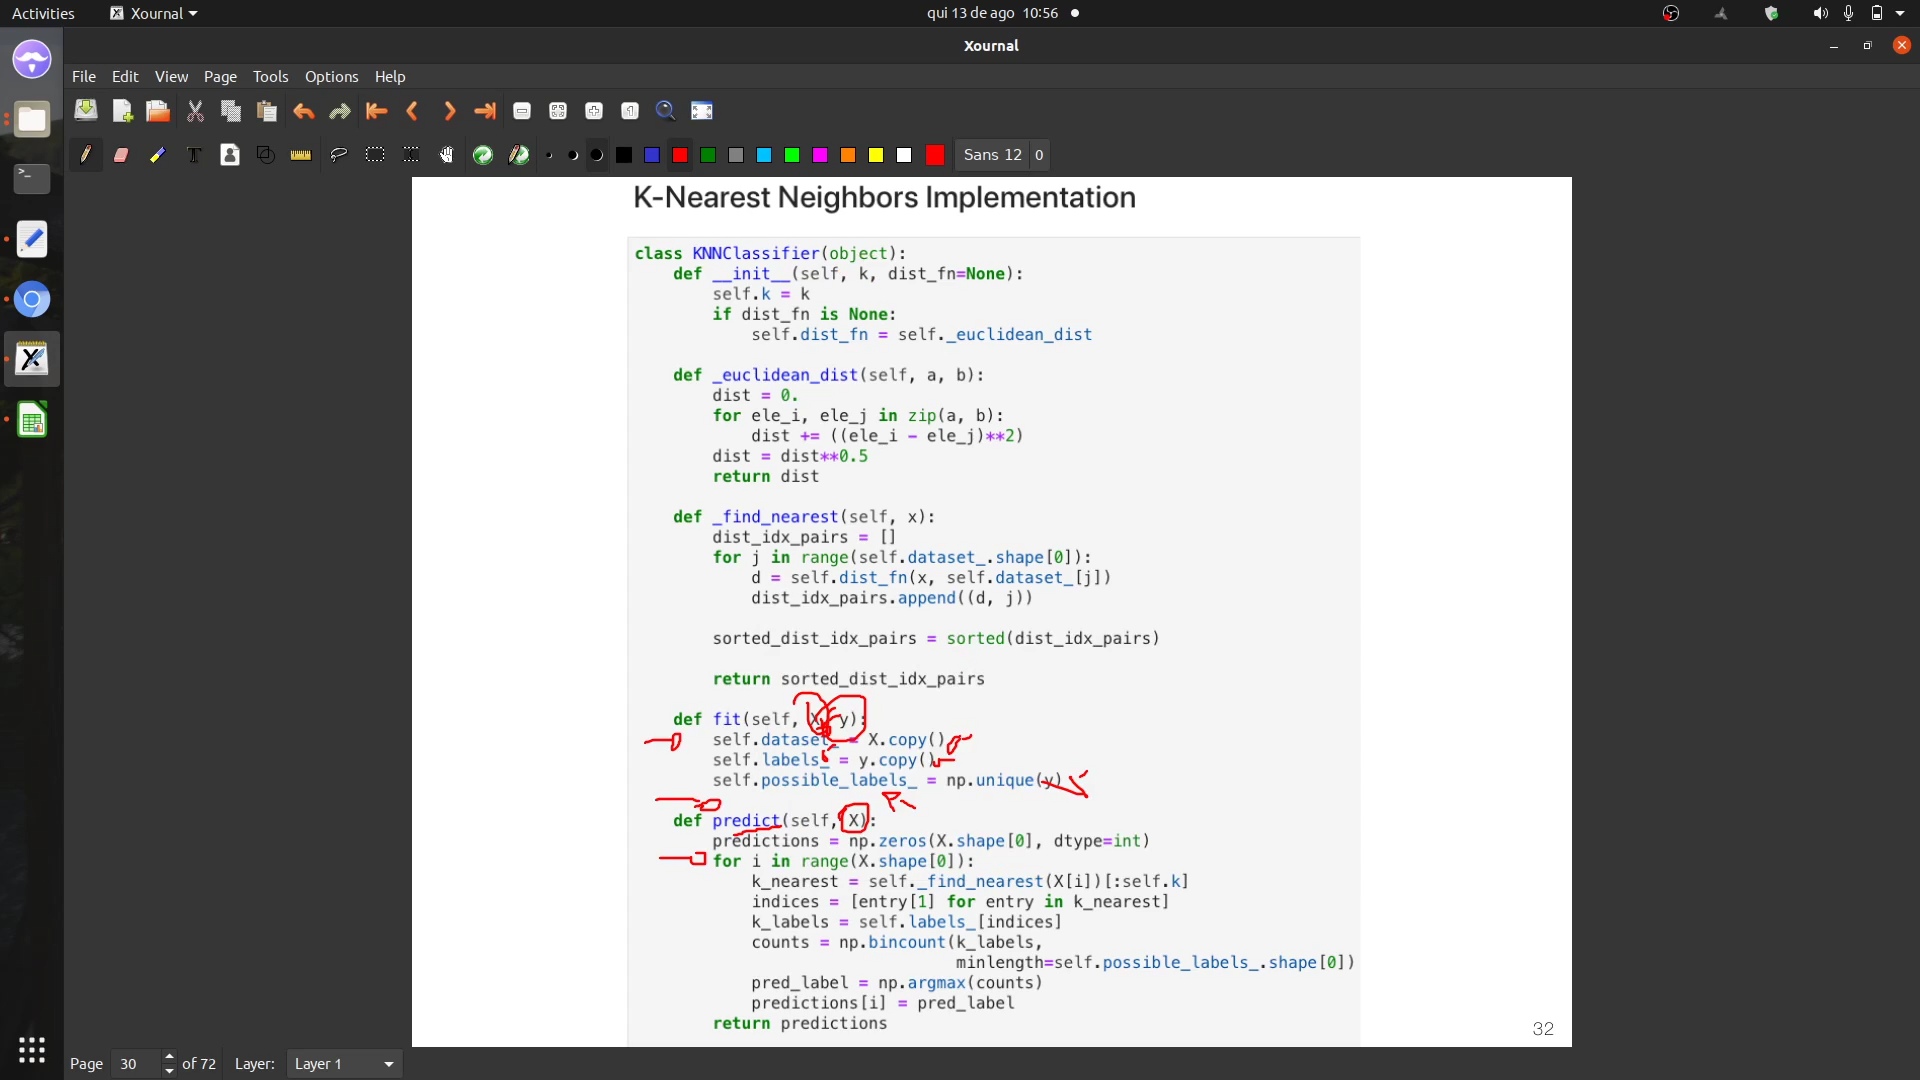 Activities
Xournal
qui 13 de ago 10:56
Xournal
File Edit View Page Tools Options Help
Sans 12 0
K-Nearest Neighbors Implementation
class KNNClassifier(object):
def __init__(self, k, dist_fn=None):
self.k = k
if dist_fn is None:
self.dist_fn = self._euclidean_dist
def _euclidean_dist(self, a, b):
dist = 0.
for ele_i, ele_j in zip(a, b):
dist += ((ele_i - ele_j)**2)
dist = dist**0.5
return dist
def _find_nearest(self, x):
dist_idx_pairs = []
for j in range(self.dataset_.shape[0]):
d = self.dist_fn(x, self.dataset_[j])
dist_idx_pairs.append((d, j))
sorted_dist_idx_pairs = sorted(dist_idx_pairs)
return sorted_dist_idx_pairs
def fit(self, X, y):
self.dataset_ = X.copy()
self.labels_ = y.copy()
self.possible_labels_ = np.unique(y)
def predict(self, X):
predictions = np.zeros(X.shape[0], dtype=int)
for i in range(X.shape[0]):
k_nearest = self._find_nearest(X[i])[:self.k]
indices = [entry[1] for entry in k_nearest]
k_labels = self.labels_[indices]
counts = np.bincount(k_labels,
minlength=self.possible_labels_.shape[0])
pred_label = np.argmax(counts)
predictions[i] = pred_label
return predictions
32
Page 30 of 72 Layer: Layer 1